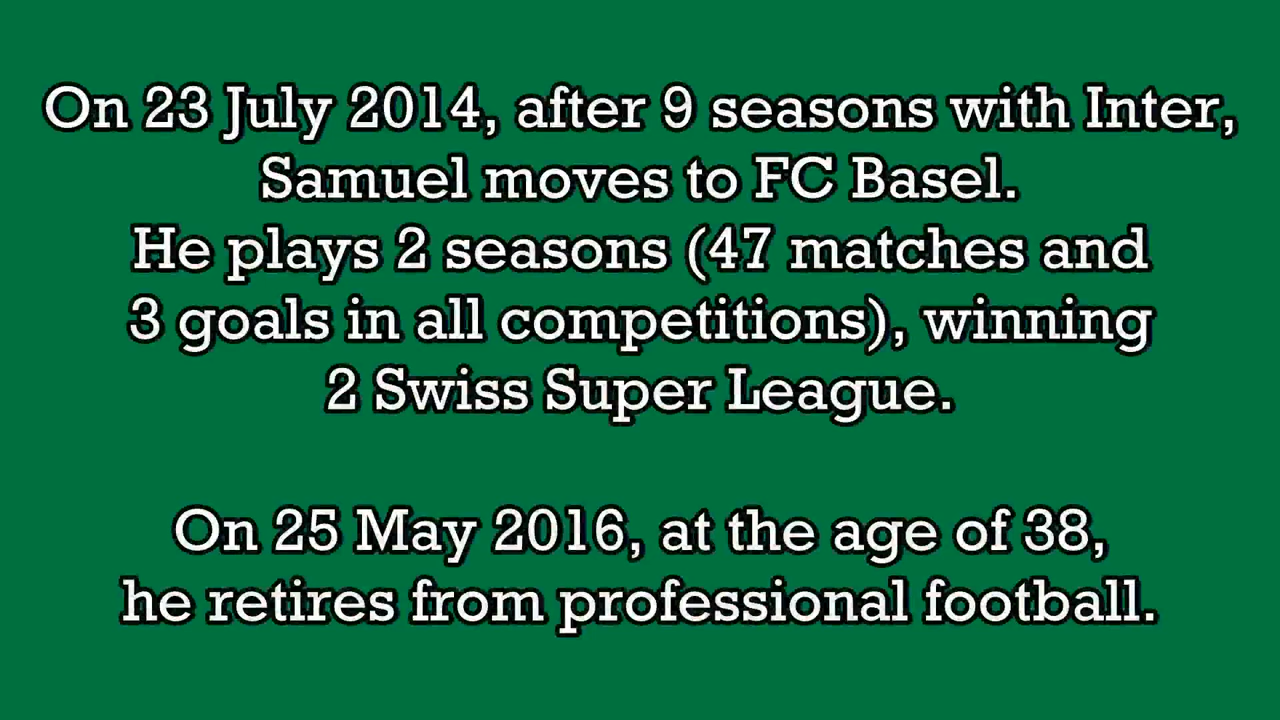 On 23 July 2014, after 9 seasons with Inter,
Samuel moves to FC Basel.
He plays 2 seasons (47 matches and
3 goals in all competitions), winning
2 Swiss Super League.
On 25 May 2016, at the age of 38,
he retires from professional football.